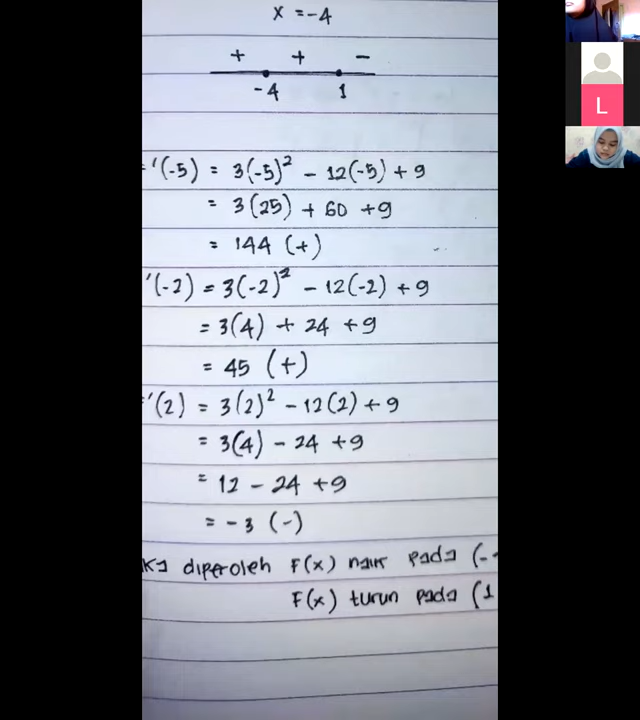 x = -4
+ + -
-4 1
'(-5) = 3(-5)² - 12(-5) + 9
= 3(25) + 60 + 9
= 144 (+)
'(-2) = 3(-2)² - 12(-2) + 9
= 3(4) + 24 + 9
= 45 (+)
'(2) = 3(2)² - 12(2) + 9
= 3(4) - 24 + 9
= 12 - 24 + 9
= -3 (-)
ka diperoleh F(x) naik pada (-
F(x) turun pada (1
L